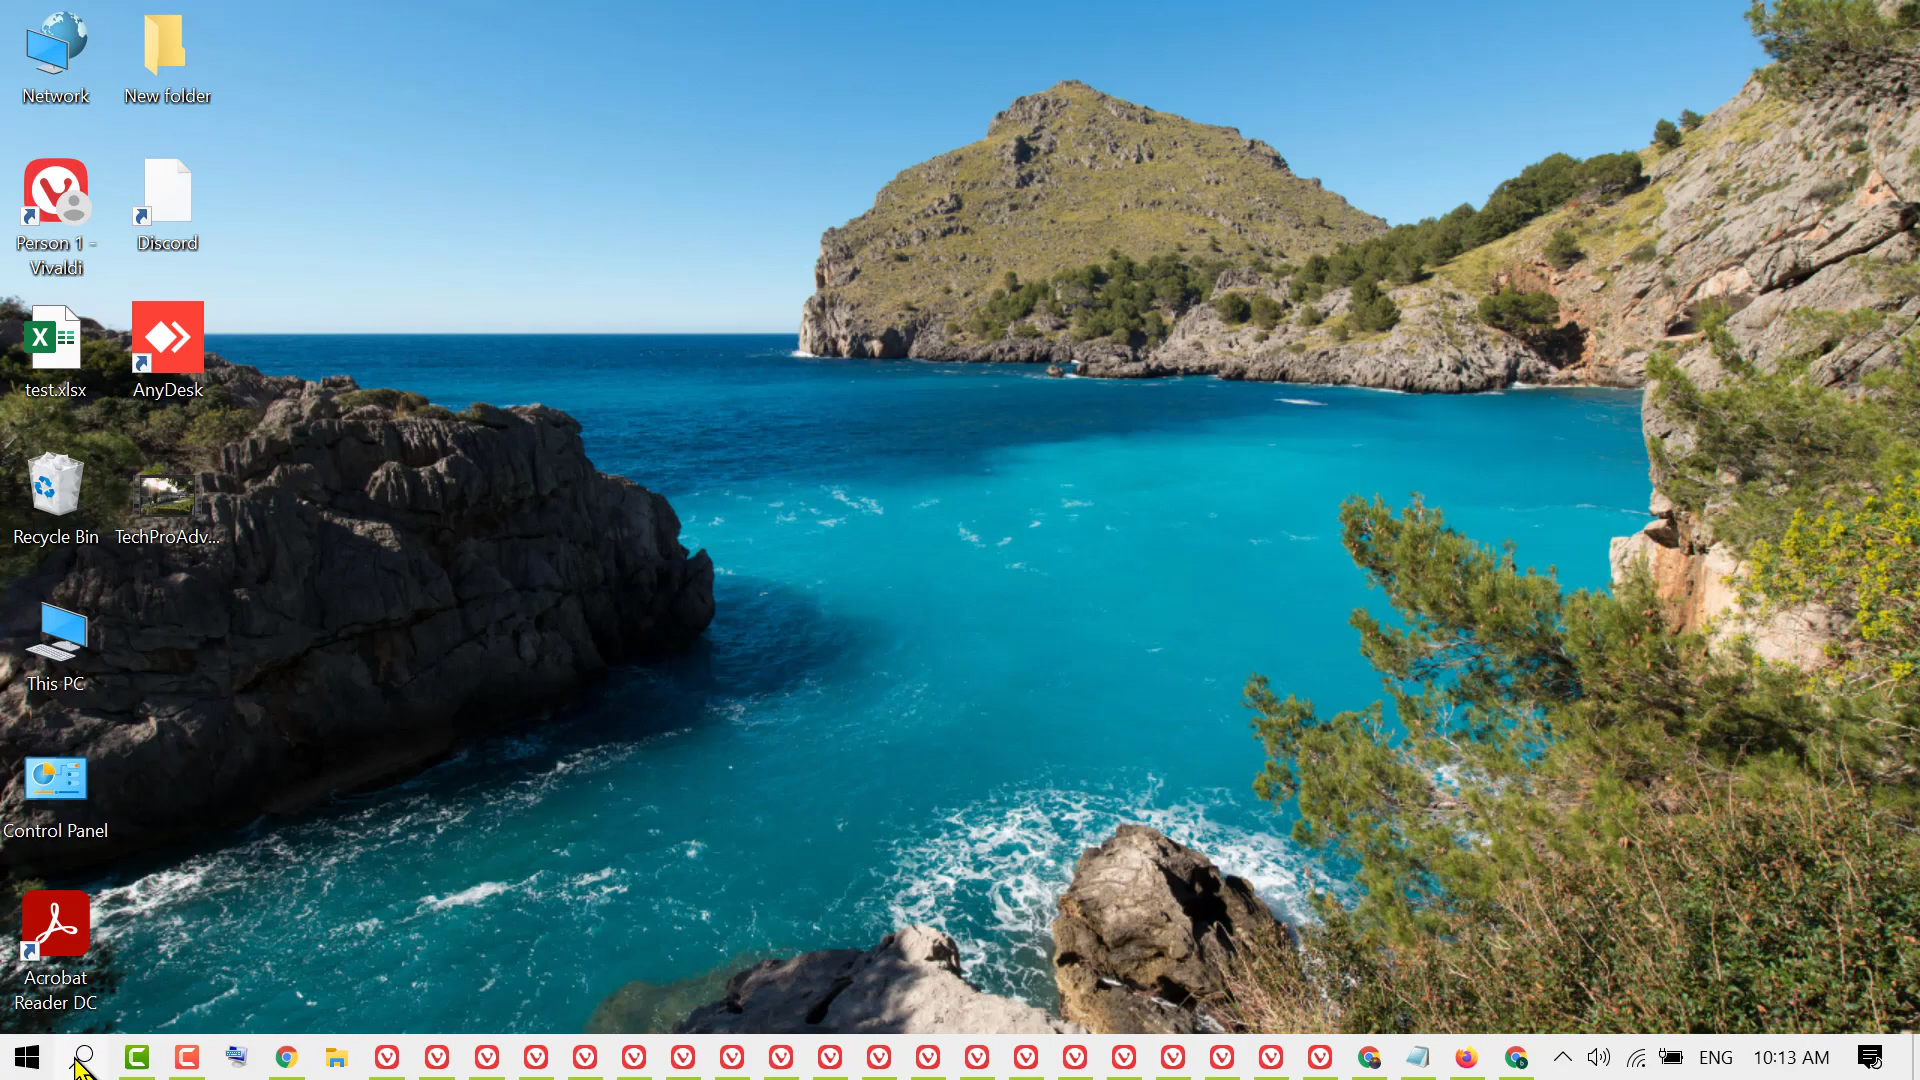 Network
New folder
Person 1 -
Vivaldi
Discord
X
test.xlsx
AnyDesk
Recycle Bin
TechProAdv...
This PC
Control Panel
Acrobat
Reader DC
ENG
10:13 AM